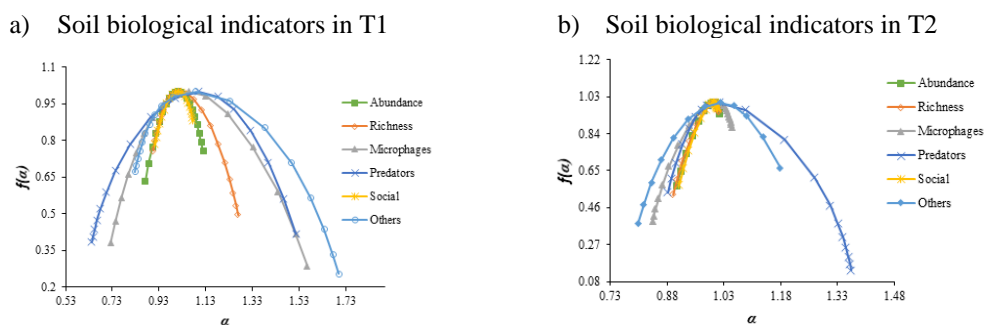 a) Soil biological indicators in T1
b) Soil biological indicators in T2
1.1
0.95
0.8
0.65
0.5
0.35
0.2
f(a)
0.53 0.73 0.93 1.13 1.33 1.53 1.73
α
Abundance
Richness
Microphages
Predators
Social
Others
1.22
1.03
0.84
0.65
0.46
0.27
0.08
f(a)
0.73 0.88 1.03 1.18 1.33 1.48
α
Abundance
Richness
Microphages
Predators
Social
Others